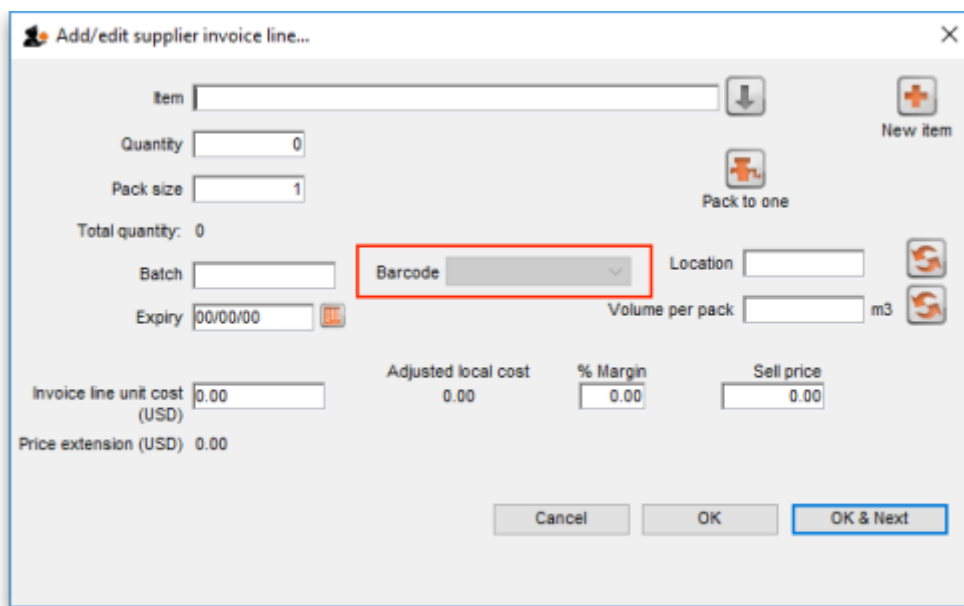 Add/edit supplier invoice line...
Item
New item
Quantity 0
Pack size 1
Pack to one
Total quantity: 0
Batch Barcode Location
Expiry 00/00/00 Volume per pack m3
Adjusted local cost % Margin Sell price
Invoice line unit cost 0.00 0.00 0.00 0.00
(USD)
Price extension (USD) 0.00
Cancel OK OK & Next